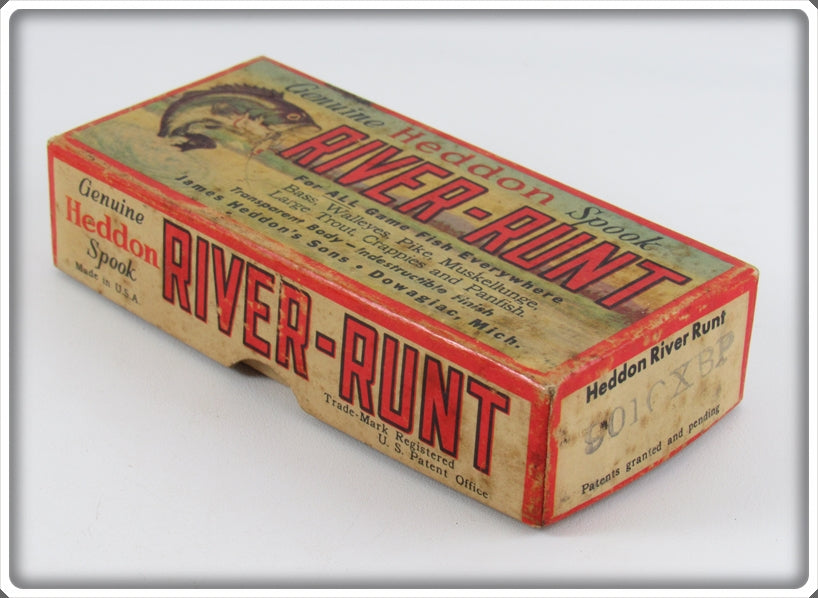 Genuine Heddon Spook
RIVER-RUNT
For ALL Game Fish Everywhere
Bass, Walleyes, Pike, Muskellunge,
Large Trout, Crappies and Panfish.
Transparent Body-Indestructible Finish
James Heddon's Sons • Dowagiac, Mich.
Genuine
Heddon
Spook
Made in U.S.A.
RIVER-RUNT
Trade-Mark Registered
U. S. Patent Office
Heddon River Runt
Patents granted and pending